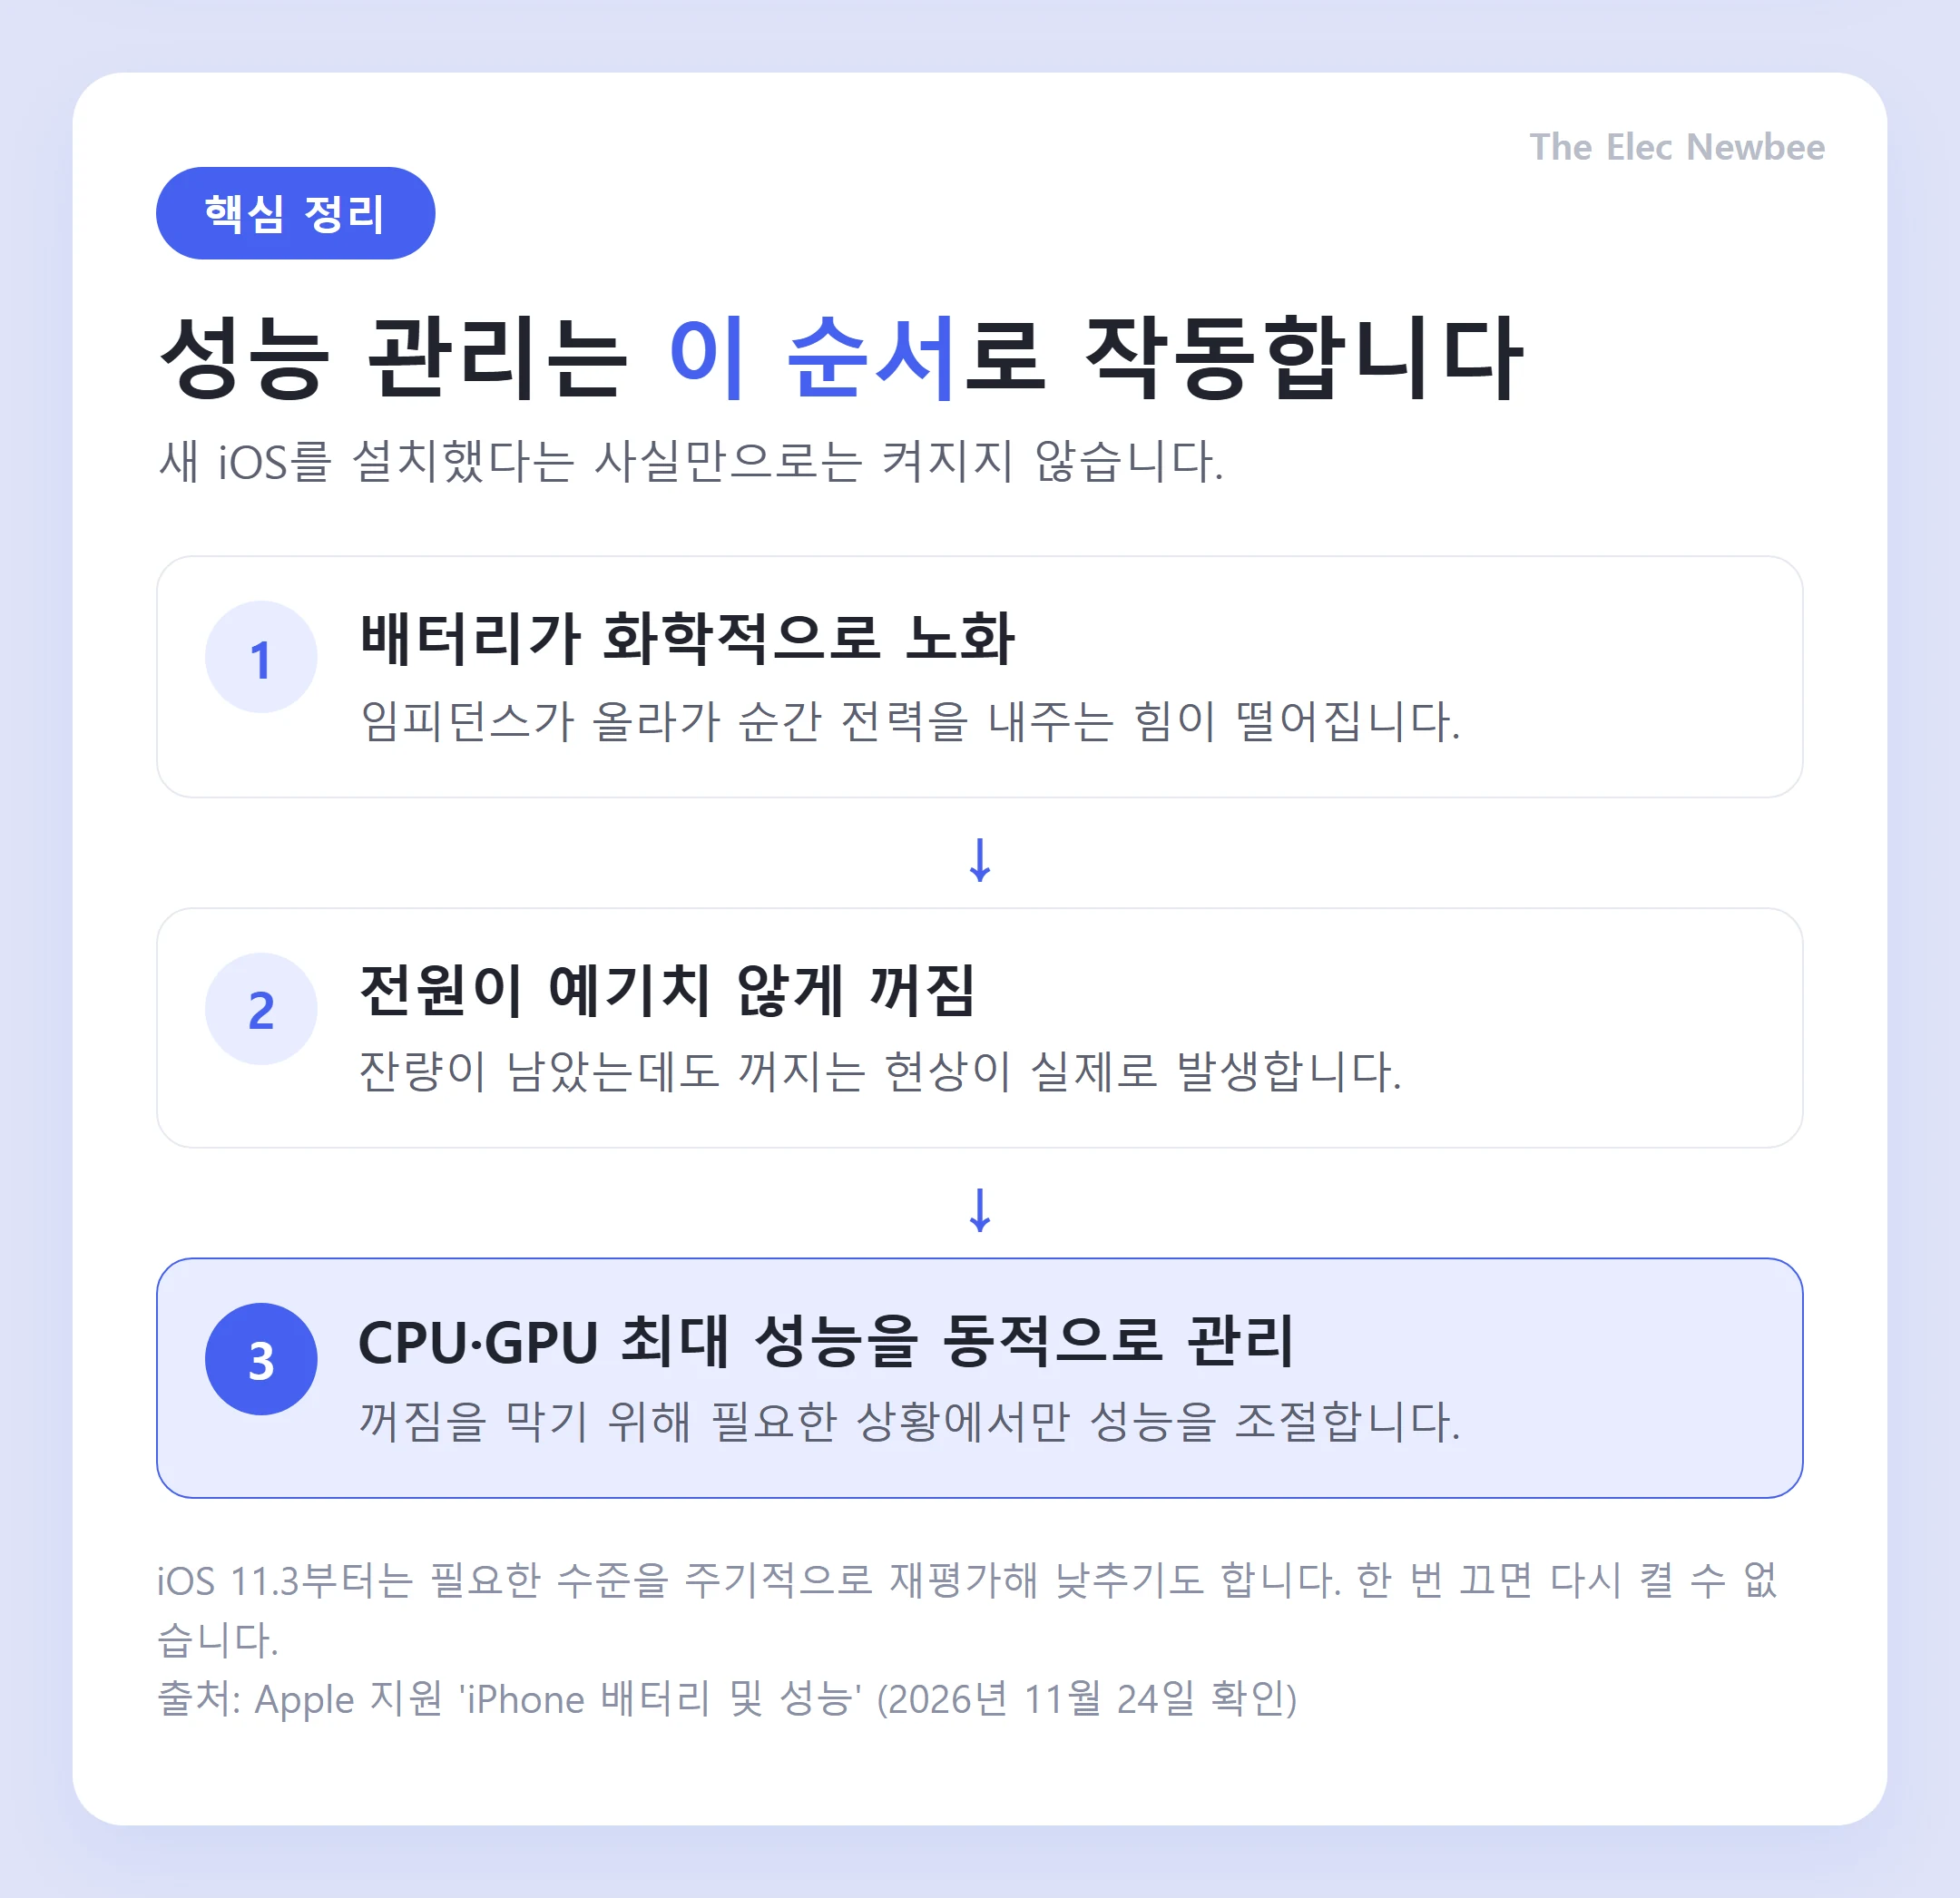 The Elec Newbee
핵심 정리
성능 관리는 이 순서로 작동합니다
새 iOS를 설치했다는 사실만으로는 켜지지 않습니다.
1
배터리가 화학적으로 노화
임피던스가 올라가 순간 전력을 내주는 힘이 떨어집니다.
↓
2
전원이 예기치 않게 꺼짐
잔량이 남았는데도 꺼지는 현상이 실제로 발생합니다.
↓
3
CPU·GPU 최대 성능을 동적으로 관리
꺼짐을 막기 위해 필요한 상황에서만 성능을 조절합니다.
iOS 11.3부터는 필요한 수준을 주기적으로 재평가해 낮추기도 합니다. 한 번 끄면 다시 켤 수 없
습니다.
출처: Apple 지원 'iPhone 배터리 및 성능' (2026년 11월 24일 확인)